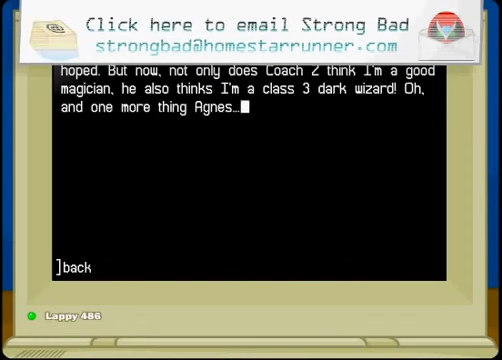 Click here to email Strong Bad
strongbad@homestarrunner.com
hoped. But now, not only does Coach Z think I'm a good
magician, he also thinks I'm a class 3 dark wizard! Oh,
and one more thing Agnes...
]back
Lappy 486